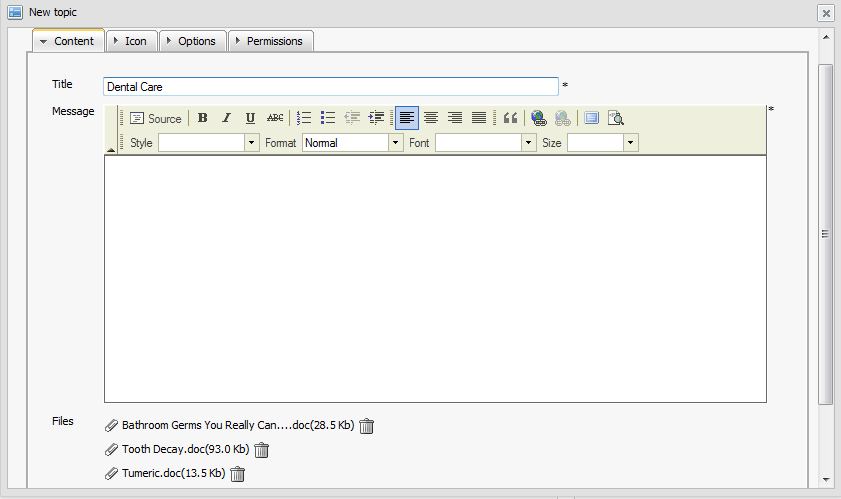 New topic
Content Icon Options Permissions
Title Dental Care *
Message *
Source B I U ABC
Style Format Normal Font Size
Files
Bathroom Germs You Really Can....doc(28.5 Kb)
Tooth Decay.doc(93.0 Kb)
Tumeric.doc(13.5 Kb)